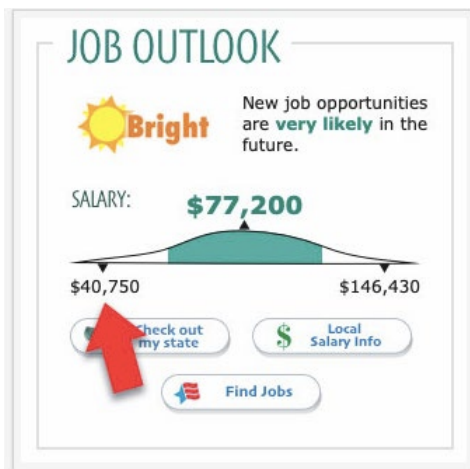 JOB OUTLOOK
Bright
New job opportunities
are very likely in the
future.
SALARY:
$77,200
$40,750
$146,430
Check out
my state
$ Local
Salary Info
Find Jobs